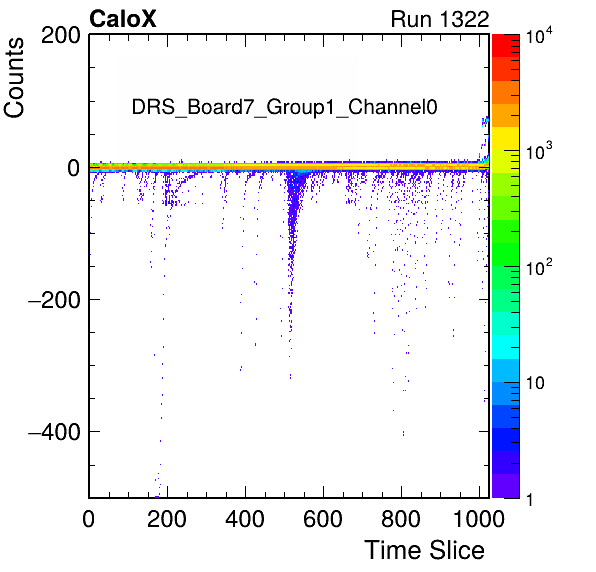 CaloX Run 1322
Counts
DRS_Board7_Group1_Channel0
200
0
−200
−400
0 200 400 600 800 1000
Time Slice
10^4
10^3
10^2
10
1